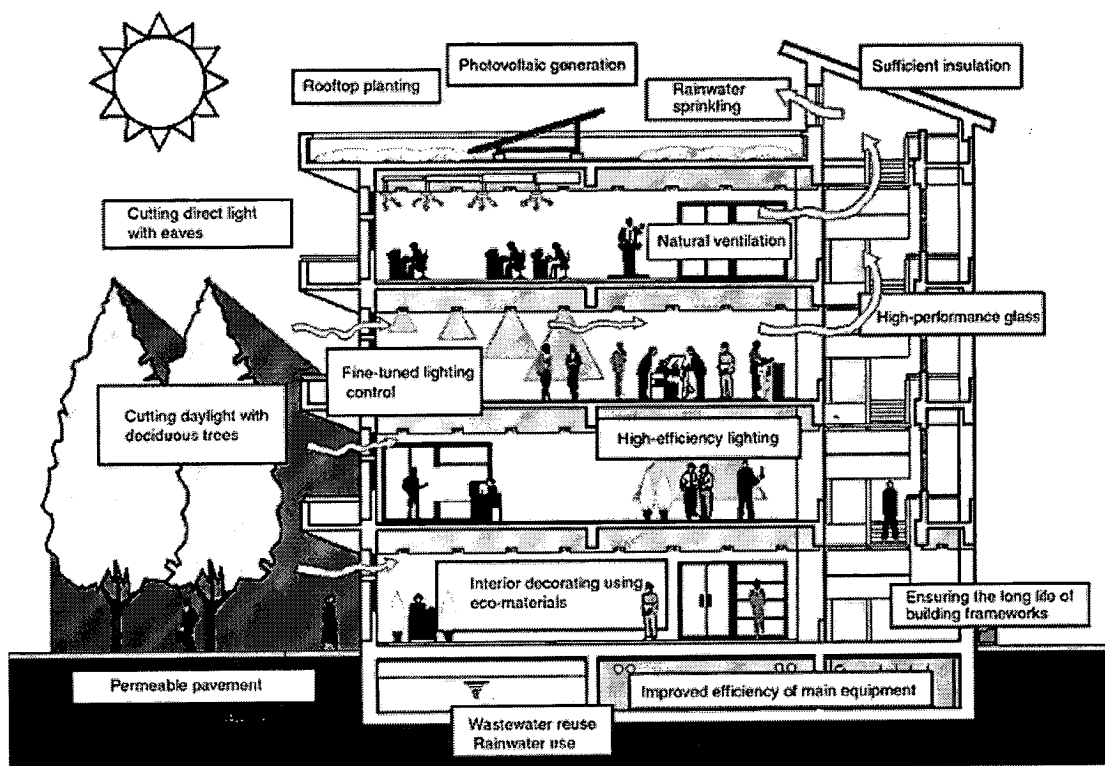 Photovoltaic generation
Sufficient insulation
Rooftop planting
Rainwater
sprinkling
Cutting direct light
with eaves
Natural ventilation
High-performance glass
Fine-tuned lighting
control
Cutting daylight with
deciduous trees
High-efficiency lighting
Interior decorating using
eco-materials
Ensuring the long life of
building frameworks
Permeable pavement
Improved efficiency of main equipment
Wastewater reuse
Rainwater use